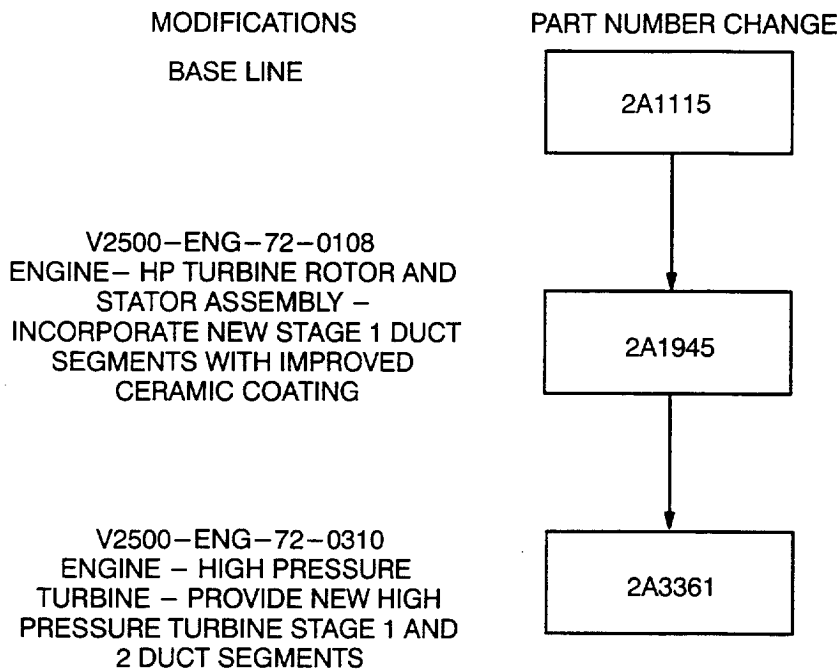 MODIFICATIONS
PART NUMBER CHANGE
BASE LINE
2A1115
V2500-ENG-72-0108
ENGINE- HP TURBINE ROTOR AND
STATOR ASSEMBLY -
INCORPORATE NEW STAGE 1 DUCT
SEGMENTS WITH IMPROVED
CERAMIC COATING
2A1945
V2500-ENG-72-0310
ENGINE - HIGH PRESSURE
TURBINE - PROVIDE NEW HIGH
PRESSURE TURBINE STAGE 1 AND
2 DUCT SEGMENTS
2A3361